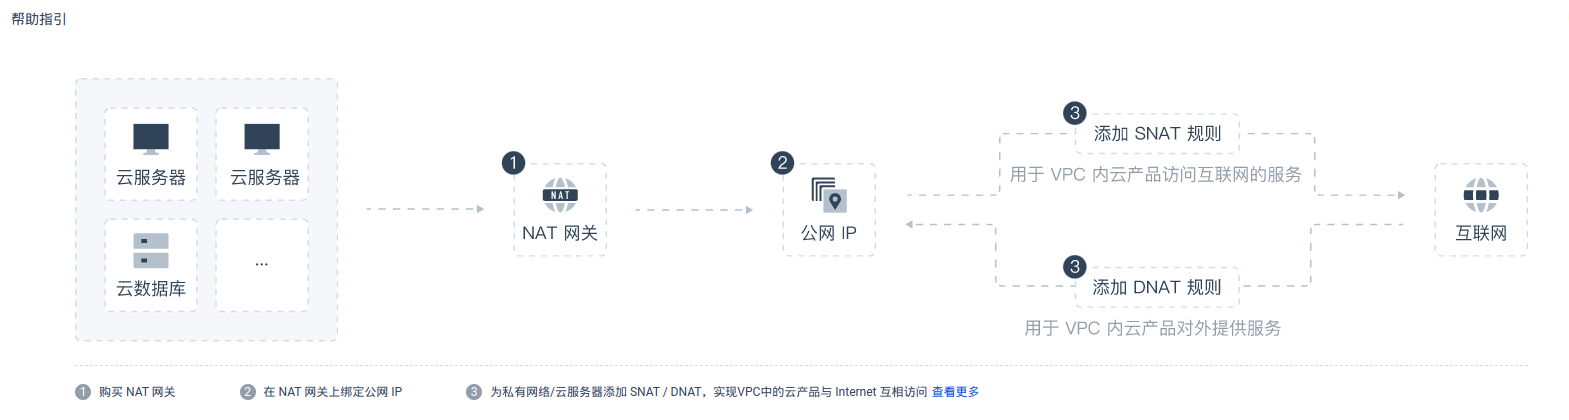 帮助指引
云服务器
云服务器
云数据库
...
1
NAT
NAT 网关
2
公网 IP
3
添加 SNAT 规则
用于 VPC 内云产品访问互联网的服务
3
添加 DNAT 规则
用于 VPC 内云产品对外提供服务
互联网
1 购买 NAT 网关
2 在 NAT 网关上绑定公网 IP
3 为私有网络/云服务器添加 SNAT / DNAT，实现VPC中的云产品与 Internet 互相访问 查看更多